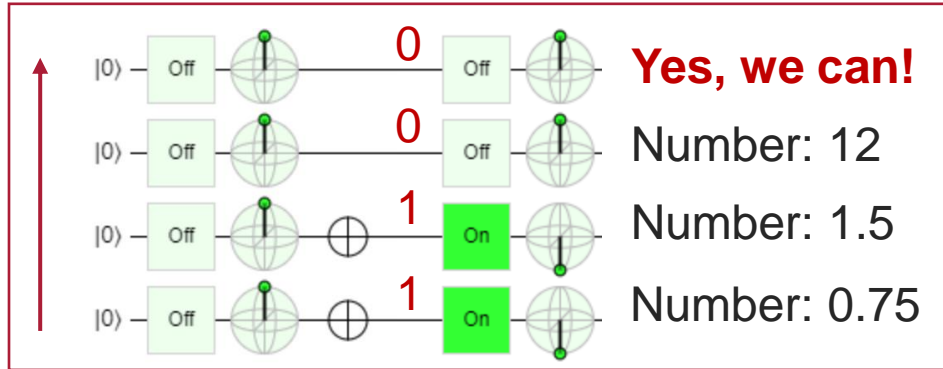 |0⟩ Off 0 Off Yes, we can!
|0⟩ Off 0 Off Number: 12
|0⟩ Off 1 On Number: 1.5
|0⟩ Off 1 On Number: 0.75